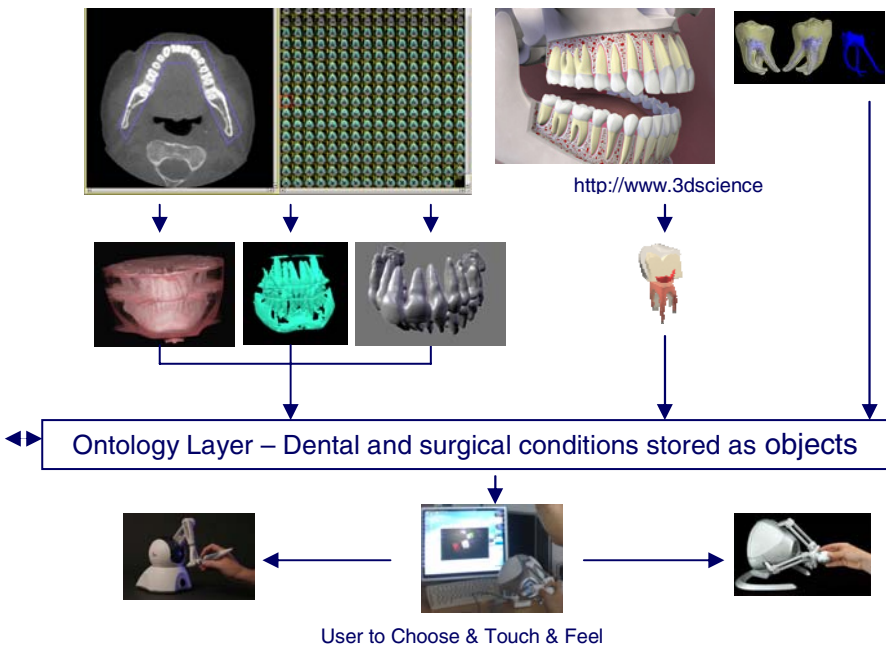 http://www.3dscience
Ontology Layer – Dental and surgical conditions stored as objects
User to Choose & Touch & Feel